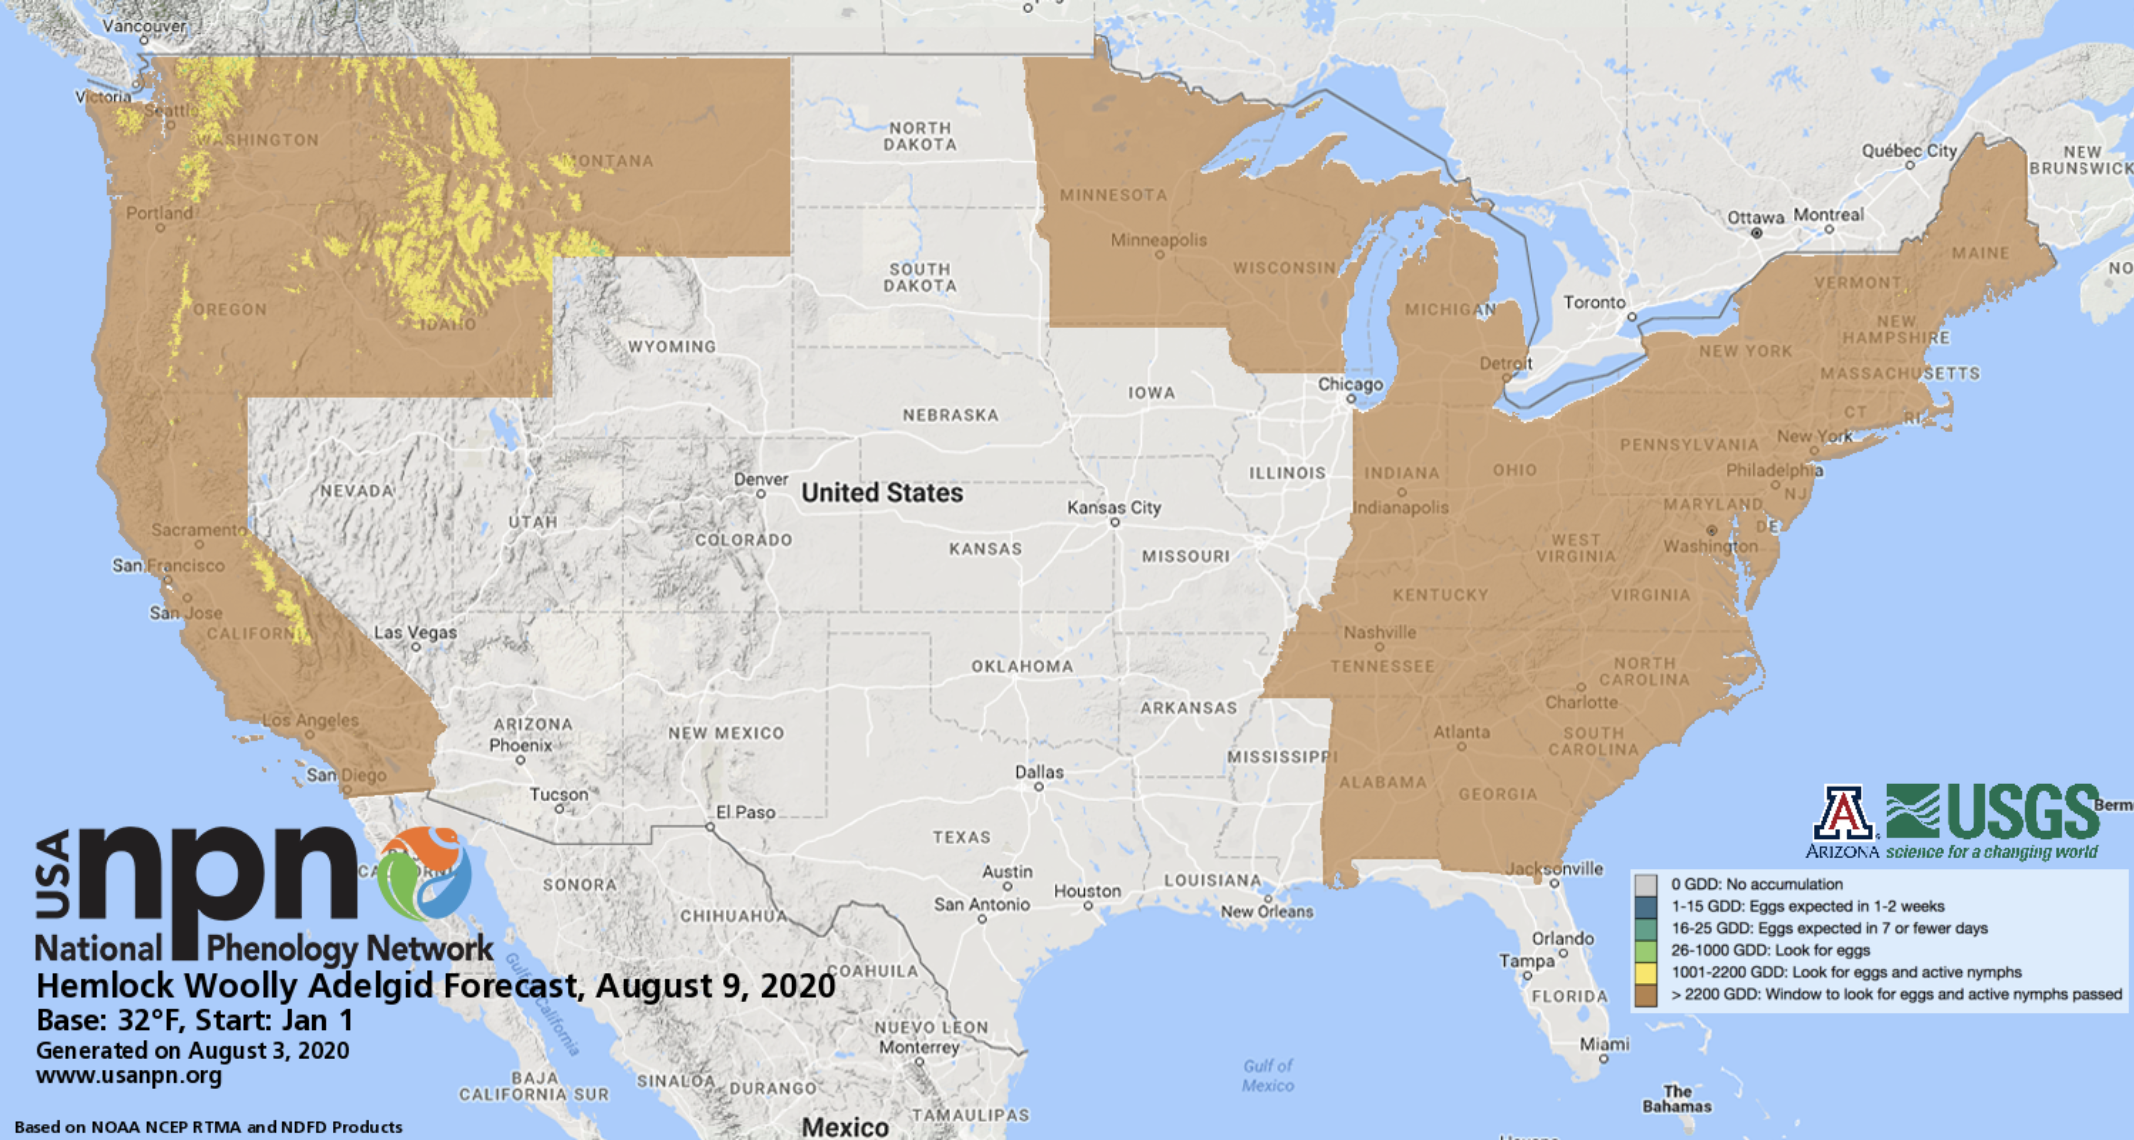 Vancouver
Victoria
Seattle
WASHINGTON
MONTANA
NORTH
DAKOTA
MINNESOTA
Québec City
NEW
BRUNSWICK
Ottawa
Montreal
Portland
Minneapolis
WISCONSIN
MAINE
NO
SOUTH
DAKOTA
VERMONT
OREGON
IDAHO
MICHIGAN
Toronto
NEW
HAMPSHIRE
WYOMING
NEW YORK
Detroit
MASSACHUSETTS
Chicago
IOWA
NEBRASKA
CT
RI
PENNSYLVANIA
New York
NEVADA
Denver
United States
ILLINOIS
INDIANA
OHIO
Philadelphia
NJ
Kansas City
Indianapolis
MARYLAND
DE
UTAH
Sacramento
COLORADO
KANSAS
MISSOURI
WEST
VIRGINIA
Washington
San Francisco
San Jose
KENTUCKY
VIRGINIA
CALIFORNIA
Las Vegas
Nashville
OKLAHOMA
TENNESSEE
NORTH
CAROLINA
Charlotte
Los Angeles
ARIZONA
Phoenix
NEW MEXICO
ARKANSAS
Atlanta
SOUTH
CAROLINA
MISSISSIPPI
San Diego
Dallas
ALABAMA
GEORGIA
Tucson
El Paso
USGS
Berm
A
ARIZONA
science for a changing world
TEXAS
USA
npn
Austin
Jacksonville
LOUISIANA
Houston
SONORA
San Antonio
New Orleans
CHIHUAHUA
0 GDD: No accumulation
1-15 GDD: Eggs expected in 1-2 weeks
16-25 GDD: Eggs expected in 7 or fewer days
26-1000 GDD: Look for eggs
1001-2200 GDD: Look for eggs and active nymphs
> 2200 GDD: Window to look for eggs and active nymphs passed
National Phenology Network
Orlando
Tampa
FLORIDA
COAHUILA
Gulf of California
Hemlock Woolly Adelgid Forecast, August 9, 2020
Base: 32°F, Start: Jan 1
Generated on August 3, 2020
www.usanpn.org
NUEVO LEON
Monterrey
Miami
Gulf of
Mexico
BAJA
CALIFORNIA SUR
SINALOA
DURANGO
The
Bahamas
TAMAULIPAS
Mexico
Based on NOAA NCEP RTMA and NDFD Products